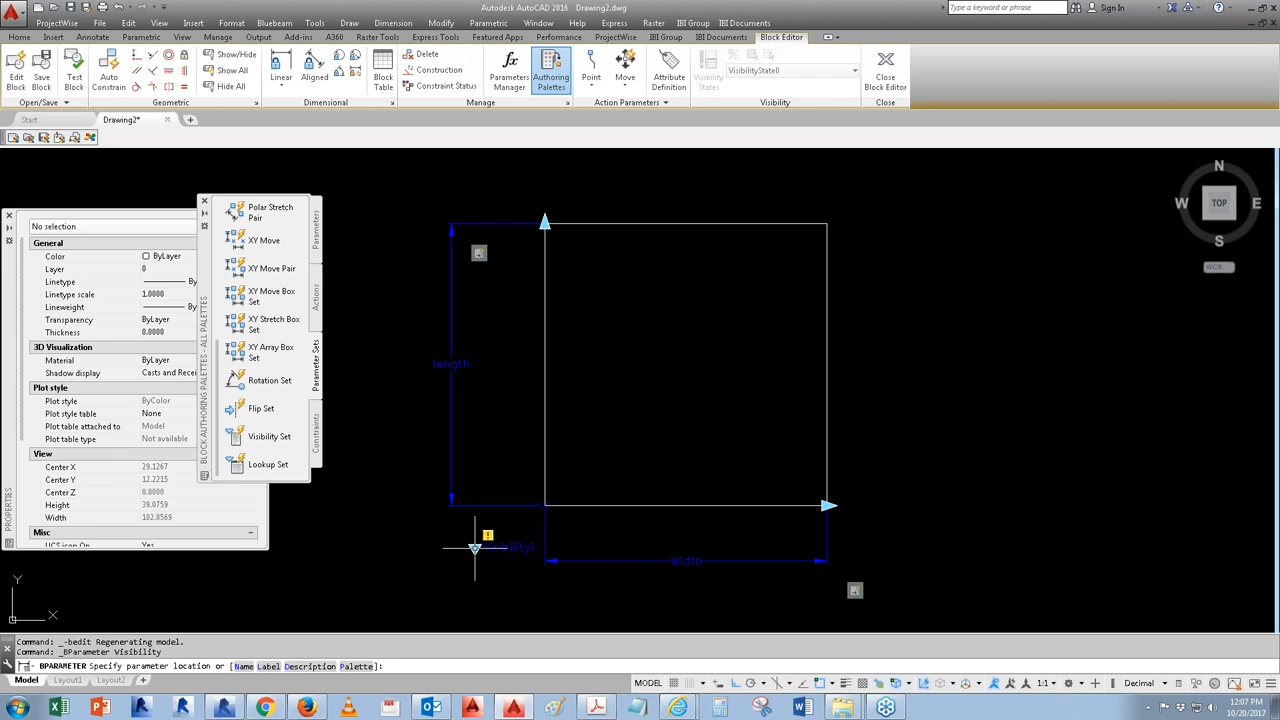 Autodesk AutoCAD 2016 Drawing2.dwg
Type a keyword or phrase
Sign In
ProjectWise File Edit View Insert Format Bluebeam Tools Draw Dimension Modify Parametric Window Help Express Raster IBI Group IBI Documents
Home Insert Annotate Parametric View Manage Output Add-ins A360 Raster Tools Express Tools Featured Apps Performance ProjectWise IBI Group IBI Documents Block Editor
Edit Block
Save Block
Test Block
Auto Constrain
Show/Hide
Show All
Hide All
Linear
Aligned
Block Table
Delete
Construction
Constraint Status
Parameters Manager
Authoring Palettes
Point
Move
Attribute Definition
Visibility States
VisibilityState0
Close Block Editor
Open/Save Geometric Dimensional Manage Action Parameters Visibility Close
Start Drawing2*
No selection
General
Color ByLayer
Layer 0
Linetype By
Linetype scale 1.0000
Lineweight By
Transparency ByLayer
Thickness 0.0000
3D Visualization
Material ByLayer
Shadow display Casts and Recei
Plot style
Plot style ByColor
Plot style table None
Plot table attached to Model
Plot table type Not available
View
Center X 29.1267
Center Y 12.2215
Center Z 0.0000
Height 39.0759
Width 102.8569
Misc
UCS icon On Yes
PROPERTIES
BLOCK AUTHORING PALETTES - ALL PALETTES
Polar Stretch Pair
XY Move
XY Move Pair
XY Move Box Set
XY Stretch Box Set
XY Array Box Set
Rotation Set
Flip Set
Visibility Set
Lookup Set
Parameters
Actions
Parameter Sets
Constraints
length
Width
N
W TOP E
S
WCS
Y
X
Command: _-bedit Regenerating model.
Command: _BParameter Visibility
BPARAMETER Specify parameter location or [Name Label Description Palette]:
Model Layout1 Layout2
MODEL 1:1 Decimal
12:07 PM
10/20/2017